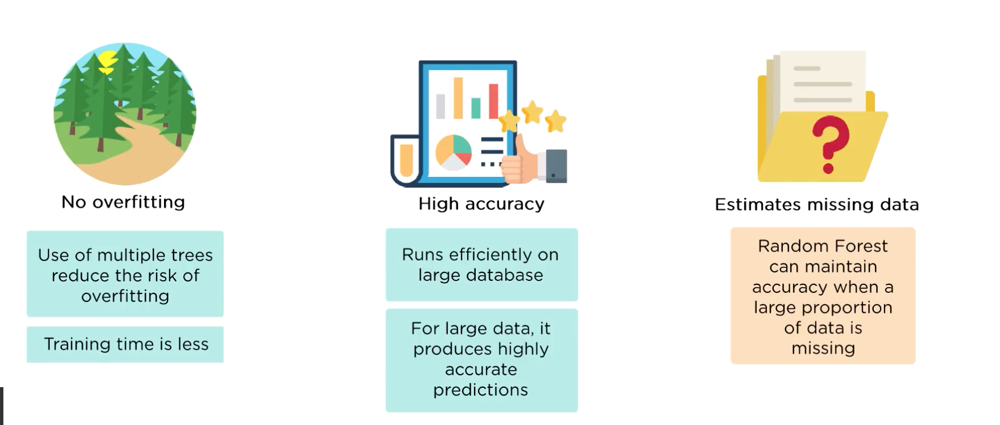 No overfitting
Use of multiple trees
reduce the risk of
overfitting
Training time is less
High accuracy
Runs efficiently on
large database
For large data, it
produces highly
accurate
predictions
Estimates missing data
Random Forest
can maintain
accuracy when a
large proportion
of data is
missing